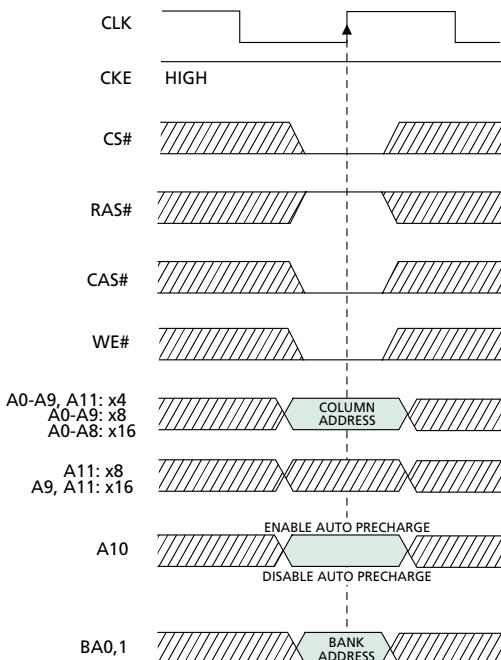 CLK
CKE HIGH
CS#
RAS#
CAS#
WE#
A0-A9, A11: x4
A0-A9: x8
A0-A8: x16
COLUMN
ADDRESS
A11: x8
A9, A11: x16
ENABLE AUTO PRECHARGE
A10
DISABLE AUTO PRECHARGE
BA0,1
BANK
ADDRESS